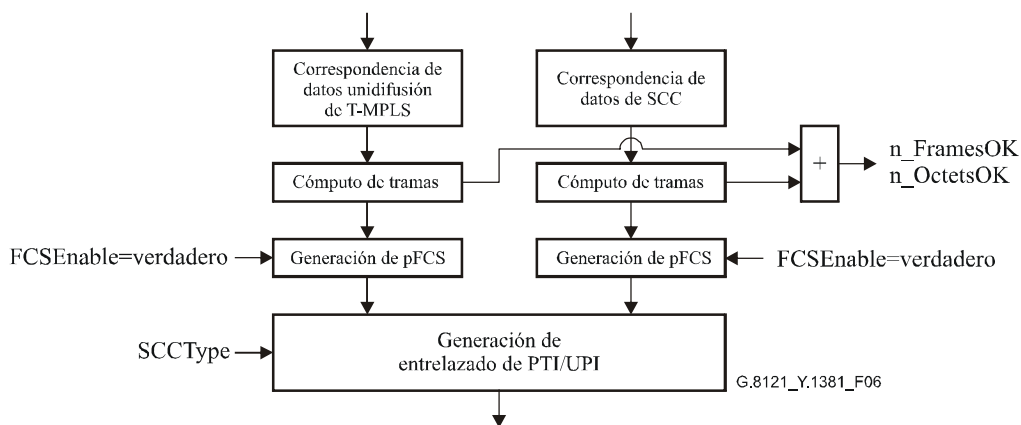 Correspondencia de
datos unidifusión
de T-MPLS
Correspondencia de
datos de SCC
Cómputo de tramas
Cómputo de tramas
+
n_FramesOK
n_OctetsOK
FCSEnable=verdadero
Generación de pFCS
Generación de pFCS
FCSEnable=verdadero
SCCType
Generación de
entrelazado de PTI/UPI
G.8121_Y.1381_F06